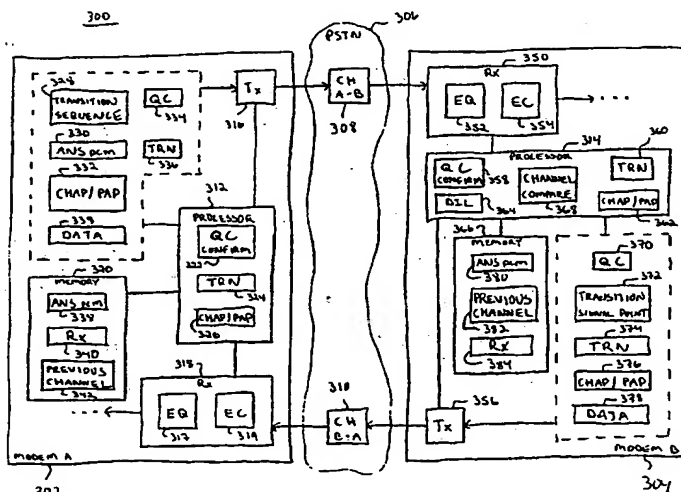 300
306
PSTN
328
TRANSITION
SEQUENCE
QC
334
330
ANS pcm
TRN
336
332
CHAP/PAP
339
DATA
Tx
316
CH
A-B
308
350
Rx
EQ
352
EC
354
314
PROCESSOR
360
QC
CONFIRM
358
CHANNEL
COMPARE
368
TRN
DIL
364
CHAP/PAP
362
312
PROCESSOR
QC
CONFIRM
322
TRN
324
CHAP/PAP
326
320
MEMORY
ANS pcm
338
Rx
340
PREVIOUS
CHANNEL
342
318
Rx
EQ
317
EC
319
310
CH
B-A
366
MEMORY
ANS pcm
380
PREVIOUS
CHANNEL
382
Rx
384
370
QC
372
TRANSITION
SIGNAL POINT
374
TRN
376
CHAP/PAP
378
DATA
356
Tx
MODEM A
302
MODEM B
304